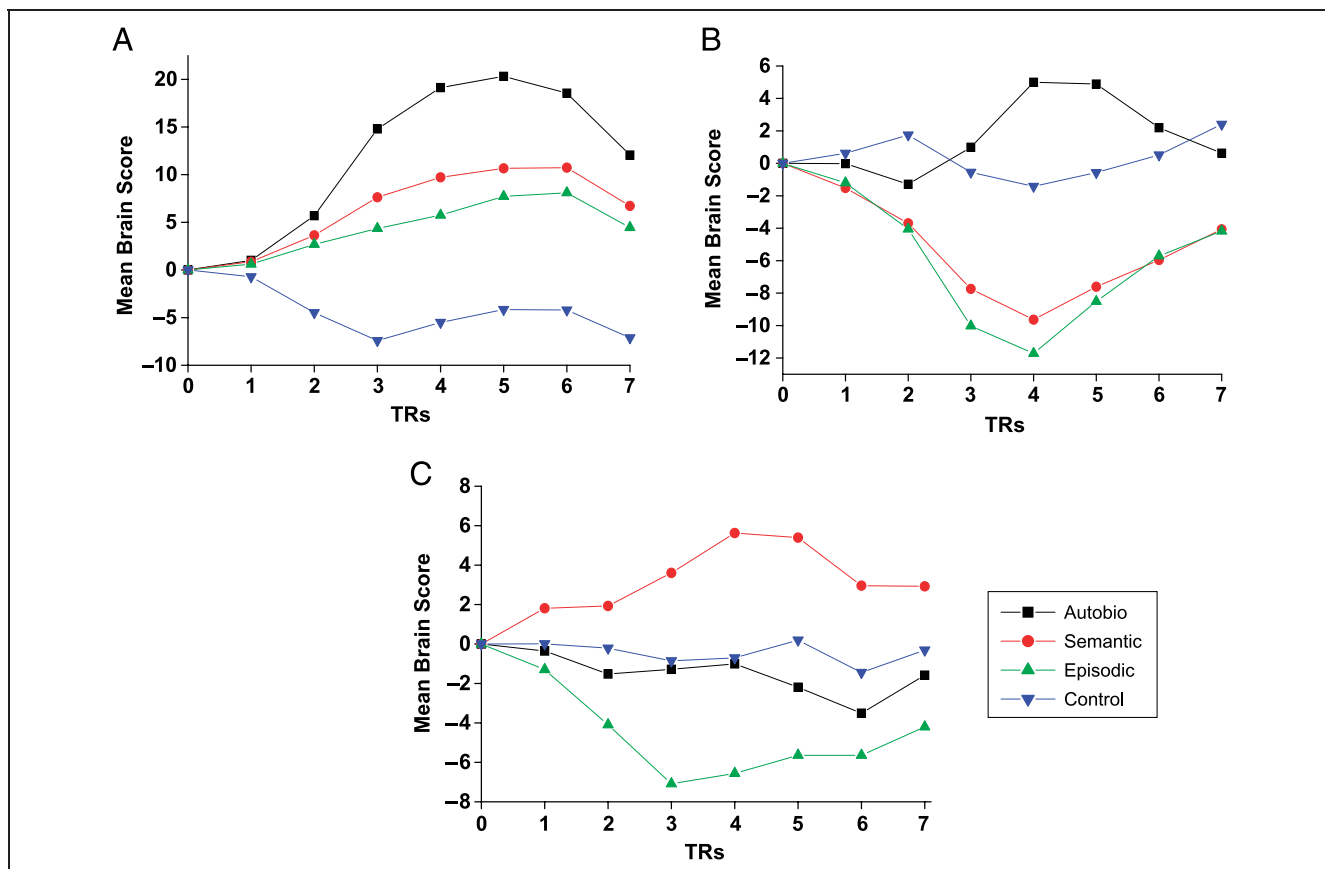 A
Mean Brain Score
20
15
10
5
0
–5
–10
0 1 2 3 4 5 6 7
TRs
B
Mean Brain Score
6
4
2
0
–2
–4
–6
–8
–10
–12
0 1 2 3 4 5 6 7
TRs
C
Mean Brain Score
8
6
4
2
0
–2
–4
–6
–8
0 1 2 3 4 5 6 7
TRs
Autobio
Semantic
Episodic
Control